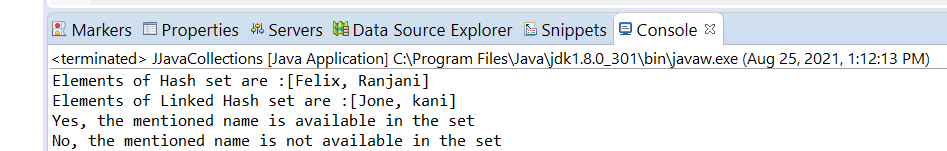 Markers Properties Servers Data Source Explorer Snippets Console
<terminated> JJavaCollections [Java Application] C:\Program Files\Java\jdk1.8.0_301\bin\javaw.exe (Aug 25, 2021, 1:12:13 PM)
Elements of Hash set are :[Felix, Ranjani]
Elements of Linked Hash set are :[Jone, kani]
Yes, the mentioned name is available in the set
No, the mentioned name is not available in the set